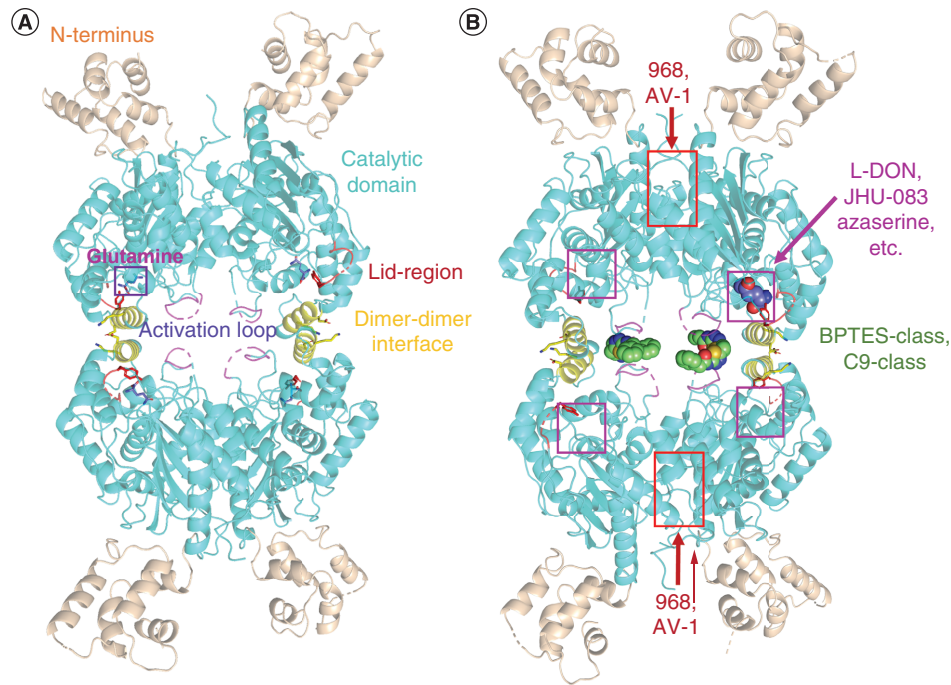 A
N-terminus
Catalytic
domain
Glutamine
Lid-region
Activation loop
Dimer-dimer
interface
B
968,
AV-1
L-DON,
JHU-083
azaserine,
etc.
BPTES-class,
C9-class
968,
AV-1